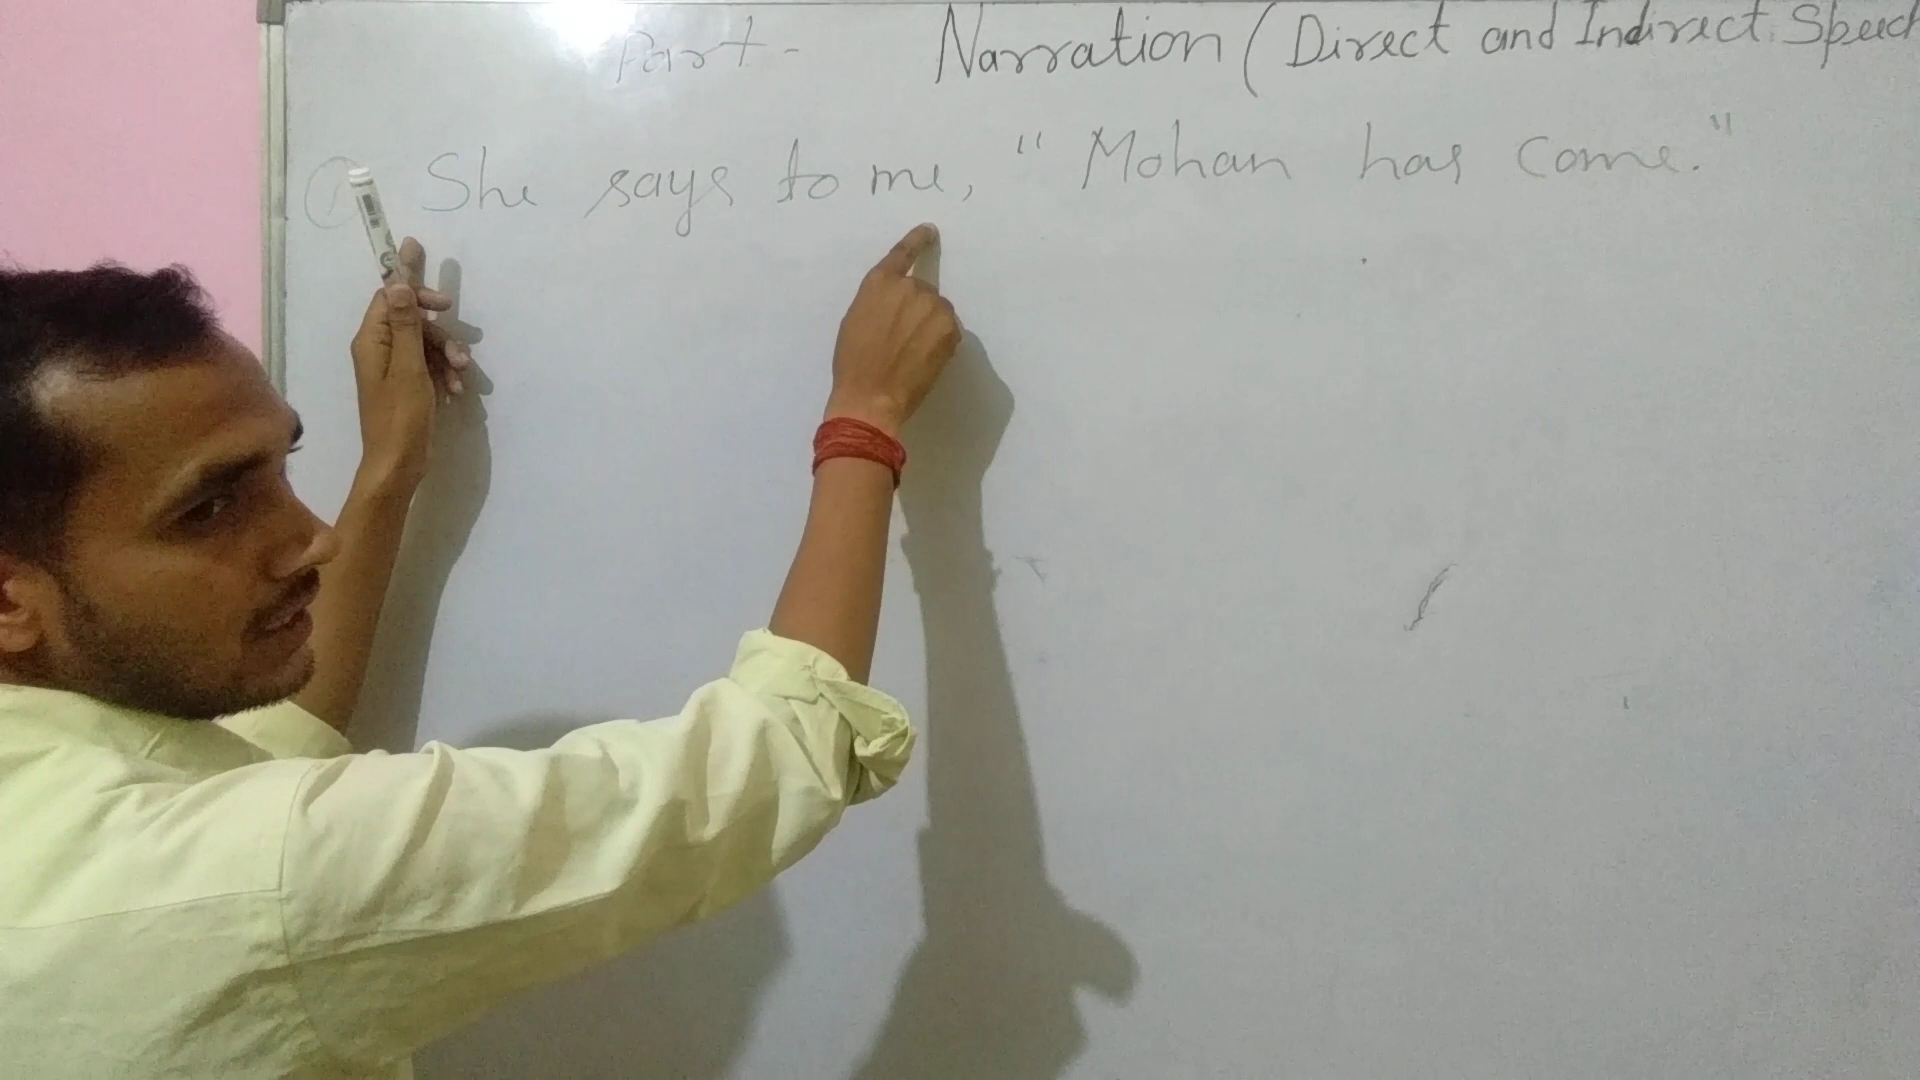 Part - Narration (Direct and Indirect Speech
She says to me, "Mohan has come."